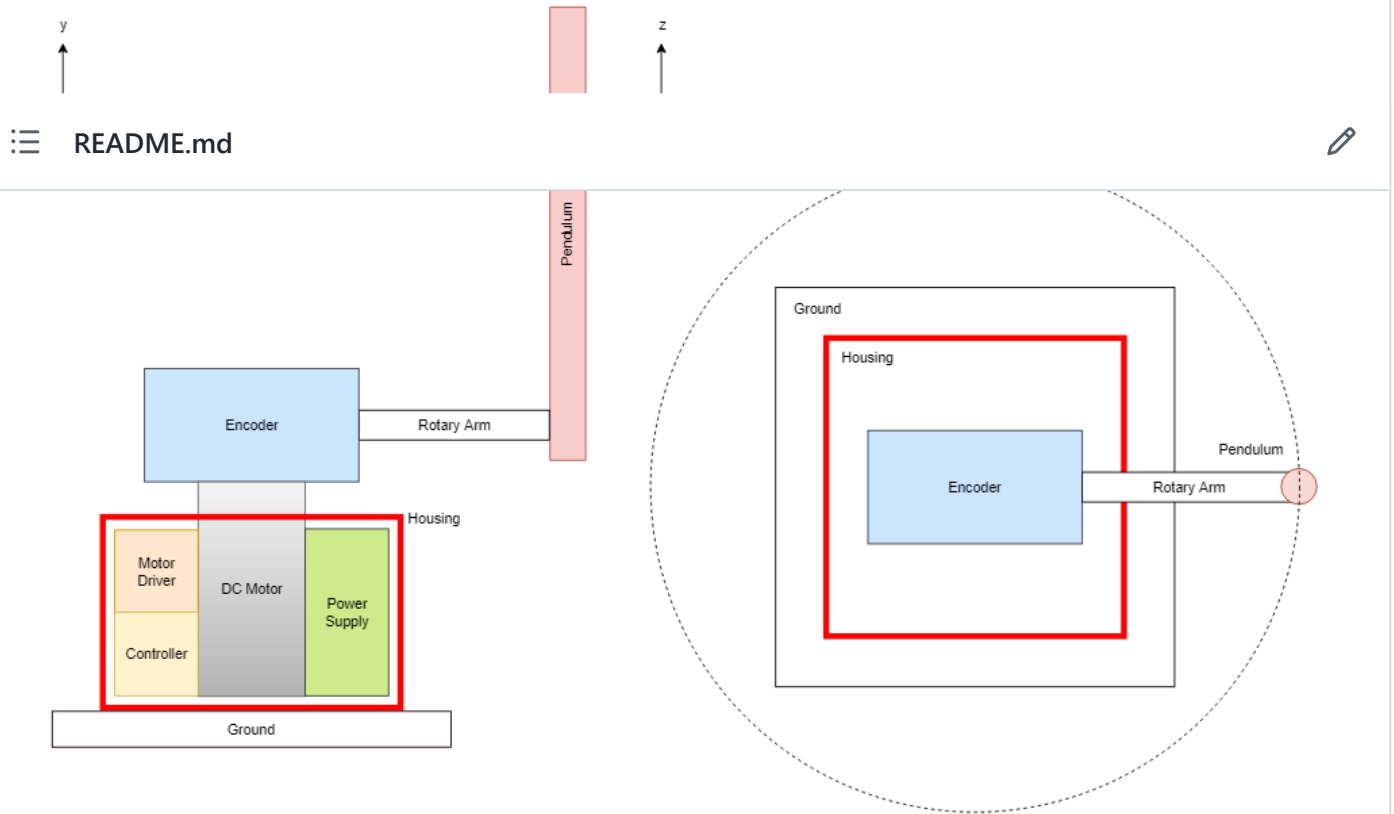 y
z
README.md
Pendulum
Encoder
Rotary Arm
Housing
Motor
Driver
DC Motor
Power
Supply
Controller
Ground
Ground
Housing
Pendulum
Encoder
Rotary Arm